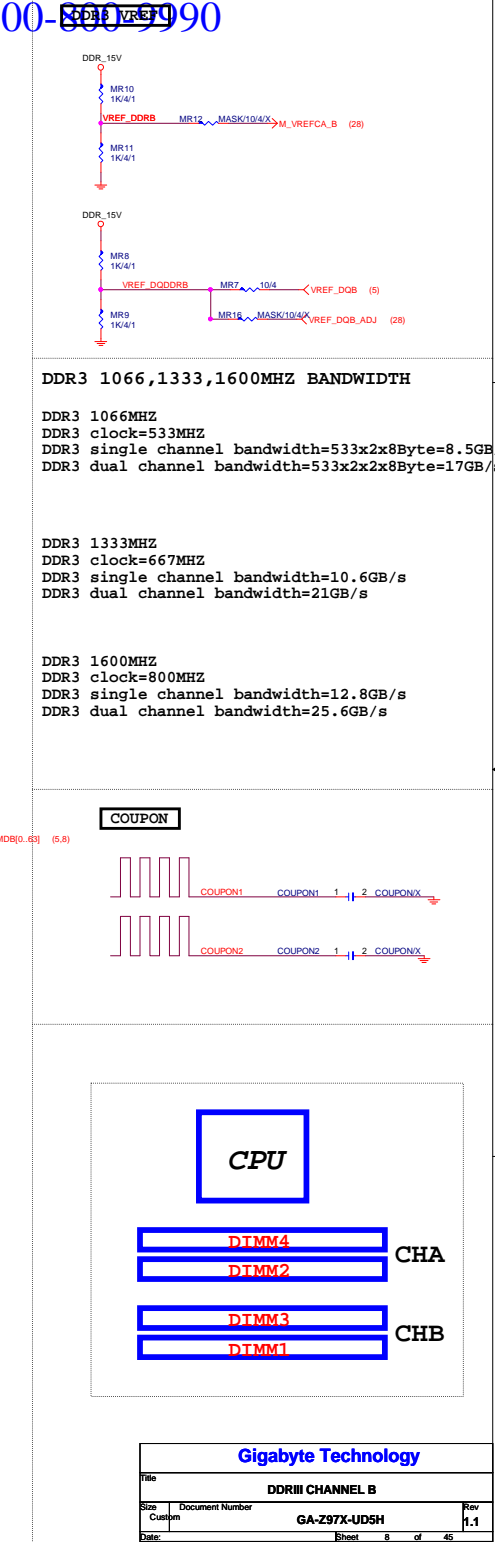 00-800-9990
DDR3 VREF
DDR_15V
MR10
1K/4/1
VREF_DDRB MR12 MASK/10/4/X M_VREFCA_B (28)
MR11
1K/4/1
DDR_15V
MR8
1K/4/1
VREF_DQDDRB MR7 10/4 VREF_DQB (5)
MR9
1K/4/1
MR16 MASK/10/4/X VREF_DQB_ADJ (28)
DDR3 1066,1333,1600MHZ BANDWIDTH
DDR3 1066MHZ
DDR3 clock=533MHZ
DDR3 single channel bandwidth=533x2x8Byte=8.5GB
DDR3 dual channel bandwidth=533x2x2x8Byte=17GB/s
DDR3 1333MHZ
DDR3 clock=667MHZ
DDR3 single channel bandwidth=10.6GB/s
DDR3 dual channel bandwidth=21GB/s
DDR3 1600MHZ
DDR3 clock=800MHZ
DDR3 single channel bandwidth=12.8GB/s
DDR3 dual channel bandwidth=25.6GB/s
COUPON
MDB[0..63] (5,8)
COUPON1 COUPON1 1 2 COUPON/X
COUPON2 COUPON2 1 2 COUPON/X
CPU
DIMM4
CHA
DIMM2
DIMM3
CHB
DIMM1
Gigabyte Technology
Title
DDRIII CHANNEL B
Size Document Number Rev
Custom GA-Z97X-UD5H 1.1
Date: Sheet 8 of 45